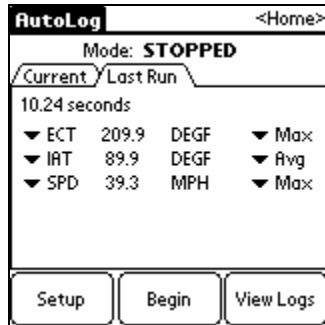 AutoLog <Home>
Mode: STOPPED
Current Last Run
10.24 seconds
ECT 209.9 DEGF Max
IAT 89.9 DEGF Avg
SPD 39.3 MPH Max
Setup Begin View Logs